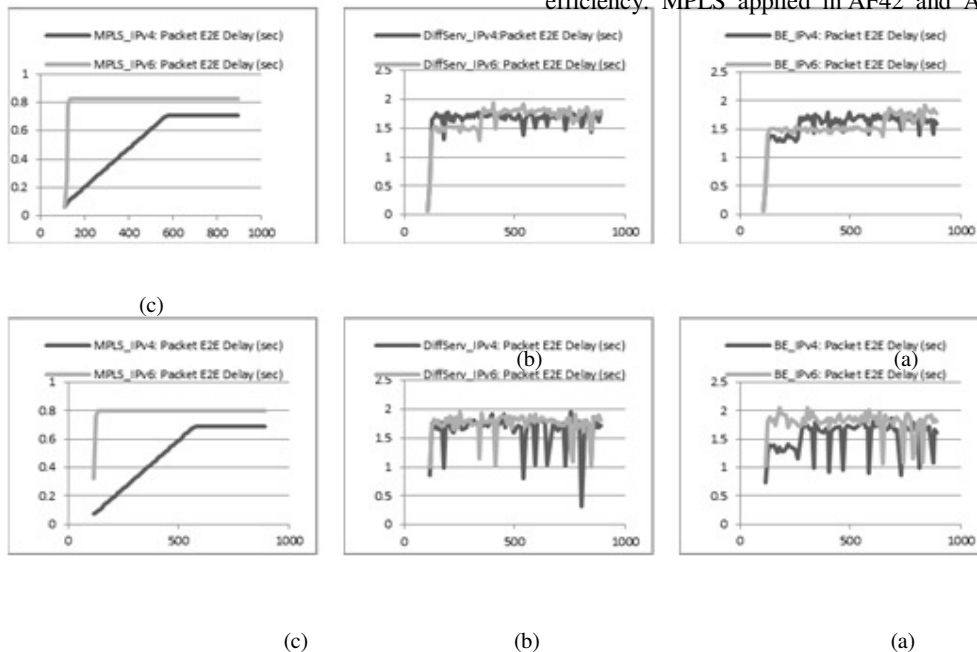 efficiency. MPLS applied in AF42 and A
MPLS_IPv4: Packet E2E Delay (sec)
MPLS_IPv6: Packet E2E Delay (sec)
1
0.8
0.6
0.4
0.2
0
0 200 400 600 800 1000
DiffServ_IPv4:Packet E2E Delay (sec)
DiffServ_IPv6: Packet E2E Delay (sec)
2.5
2
1.5
1
0.5
0
0 500 1000
BE_IPv4: Packet E2E Delay (sec)
BE_IPv6: Packet E2E Delay (sec)
2.5
2
1.5
1
0.5
0
0 500 1000
(c)
(b)
(a)
MPLS_IPv4: Packet E2E Delay (sec)
MPLS_IPv6: Packet E2E Delay (sec)
1
0.8
0.6
0.4
0.2
0
0 500 1000
DiffServ_IPv4: Packet E2E Delay (sec)
DiffServ_IPv6: Packet E2E Delay (sec)
2.5
2
1.5
1
0.5
0
0 500 1000
BE_IPv4: Packet E2E Delay (sec)
BE_IPv6: Packet E2E Delay (sec)
2.5
2
1.5
1
0.5
0
0 500 1000
(c) (b) (a)